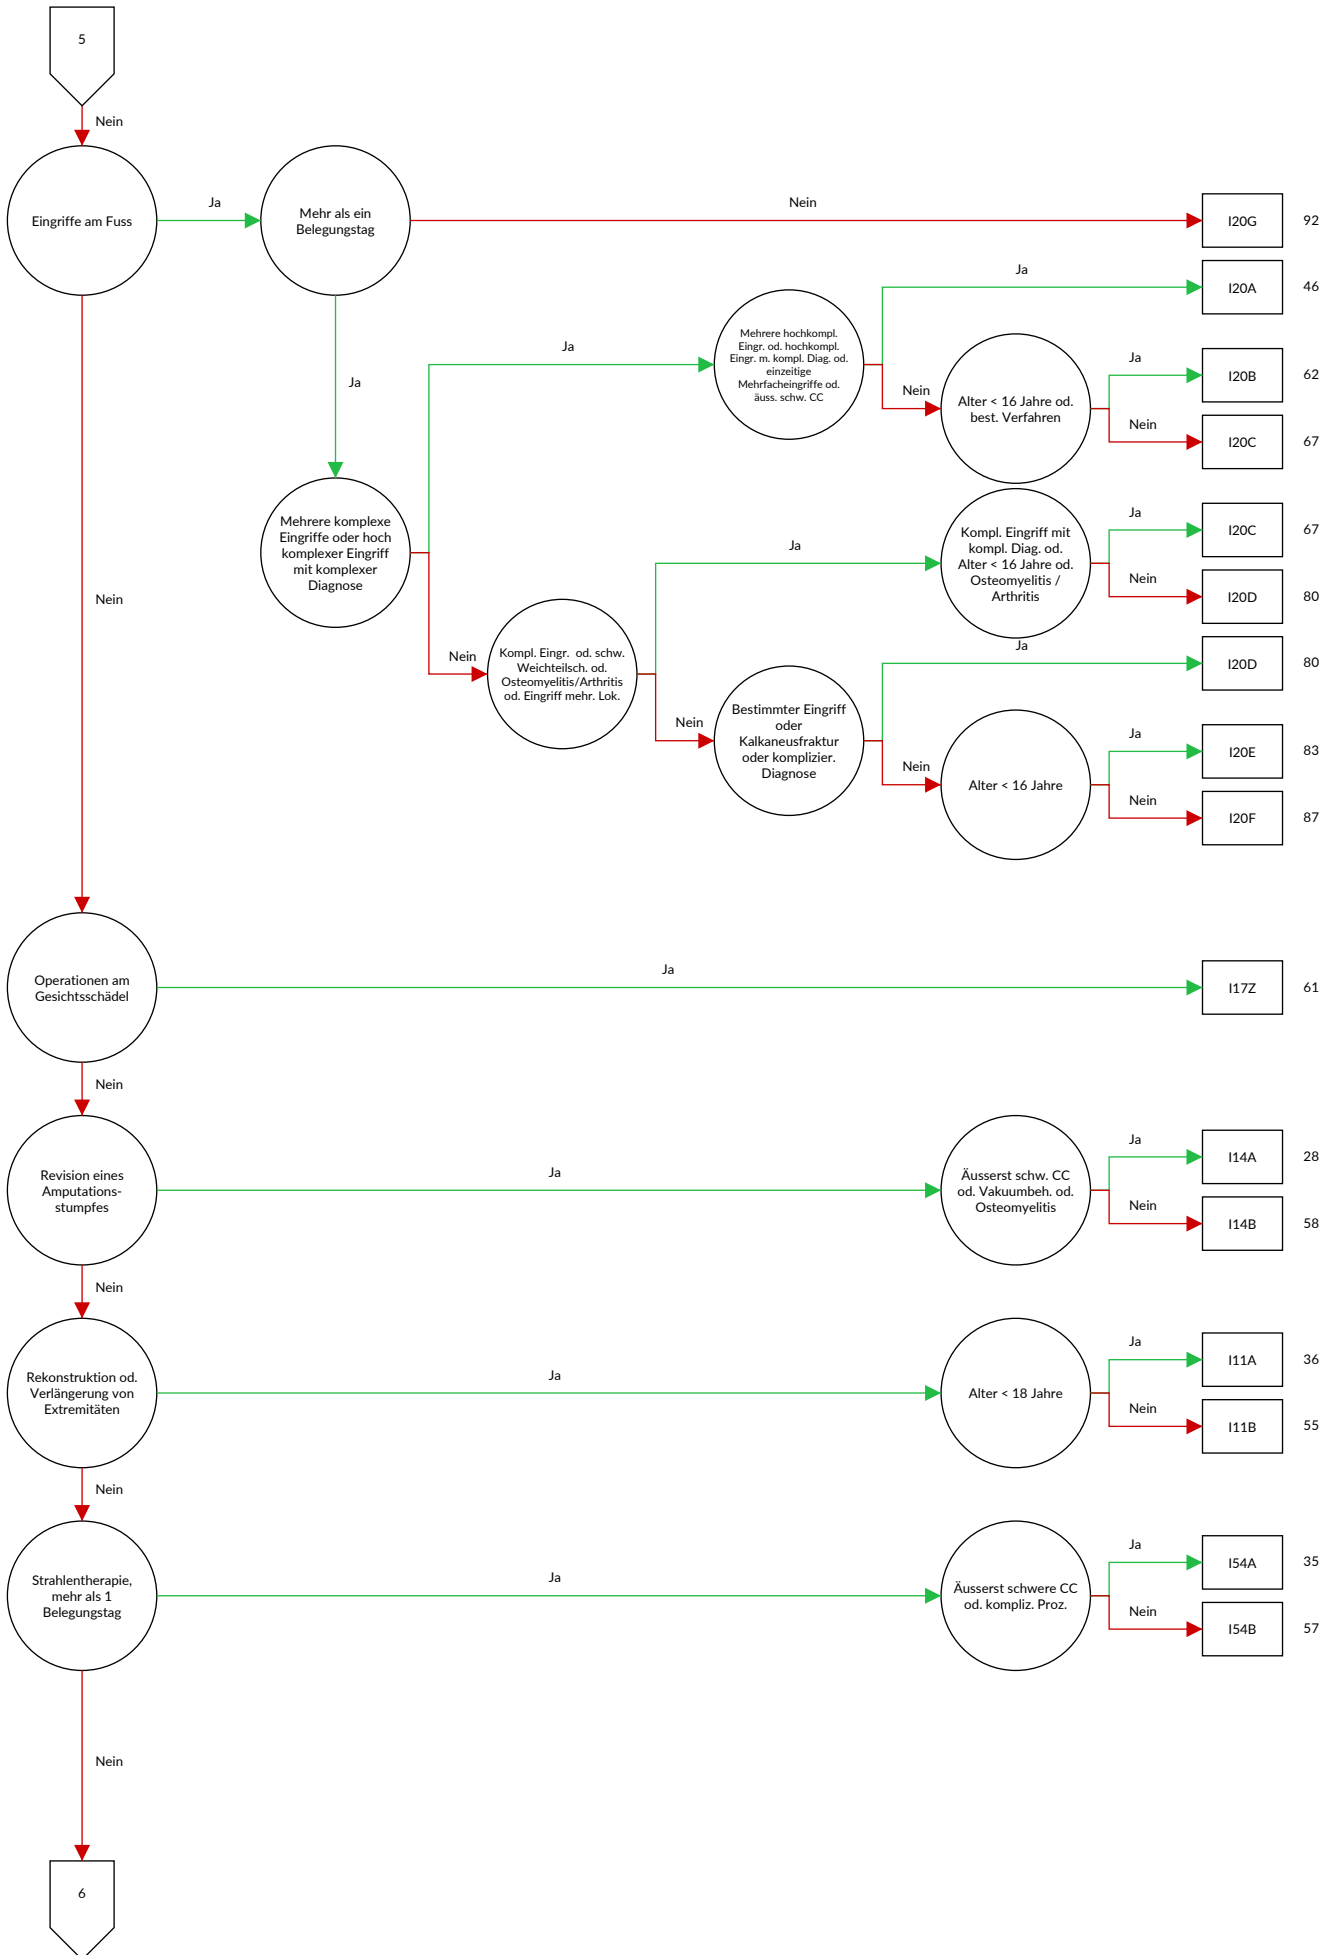 5
Nein
Eingriffe am Fuss
Ja
Mehr als ein
Belegungstag
Nein
I20G
92
Ja
I20A
46
Ja
Mehrere hochkompl.
Eingr. od. hochkompl.
Eingr. m. kompl. Diag. od.
einzeitige
Mehrfacheingriffe od.
äuss. schw. CC
Ja
Nein
Alter < 16 Jahre od.
best. Verfahren
Ja
I20B
62
Nein
I20C
67
Mehrere komplexe
Eingriffe oder hoch
komplexer Eingriff
mit komplexer
Diagnose
Ja
Kompl. Eingriff mit
kompl. Diag. od.
Alter < 16 Jahre od.
Osteomyelitis /
Arthritis
Ja
I20C
67
Nein
I20D
80
Nein
Nein
Kompl. Eingr. od. schw.
Weichteilsch. od.
Osteomyelitis/Arthritis
od. Eingriff mehr. Lok.
Ja
I20D
80
Nein
Bestimmter Eingriff
oder
Kalkaneusfraktur
oder komplizier.
Diagnose
Nein
Alter < 16 Jahre
Ja
I20E
83
Nein
I20F
87
Operationen am
Gesichtsschädel
Ja
I17Z
61
Nein
Revision eines
Amputations-
stumpfes
Ja
Äusserst schw. CC
od. Vakuumbeh. od.
Osteomyelitis
Ja
I14A
28
Nein
I14B
58
Nein
Rekonstruktion od.
Verlängerung von
Extremitäten
Ja
Alter < 18 Jahre
Ja
I11A
36
Nein
I11B
55
Nein
Strahlentherapie,
mehr als 1
Belegungstag
Ja
Äusserst schwere CC
od. kompliz. Proz.
Ja
I54A
35
Nein
I54B
57
Nein
6